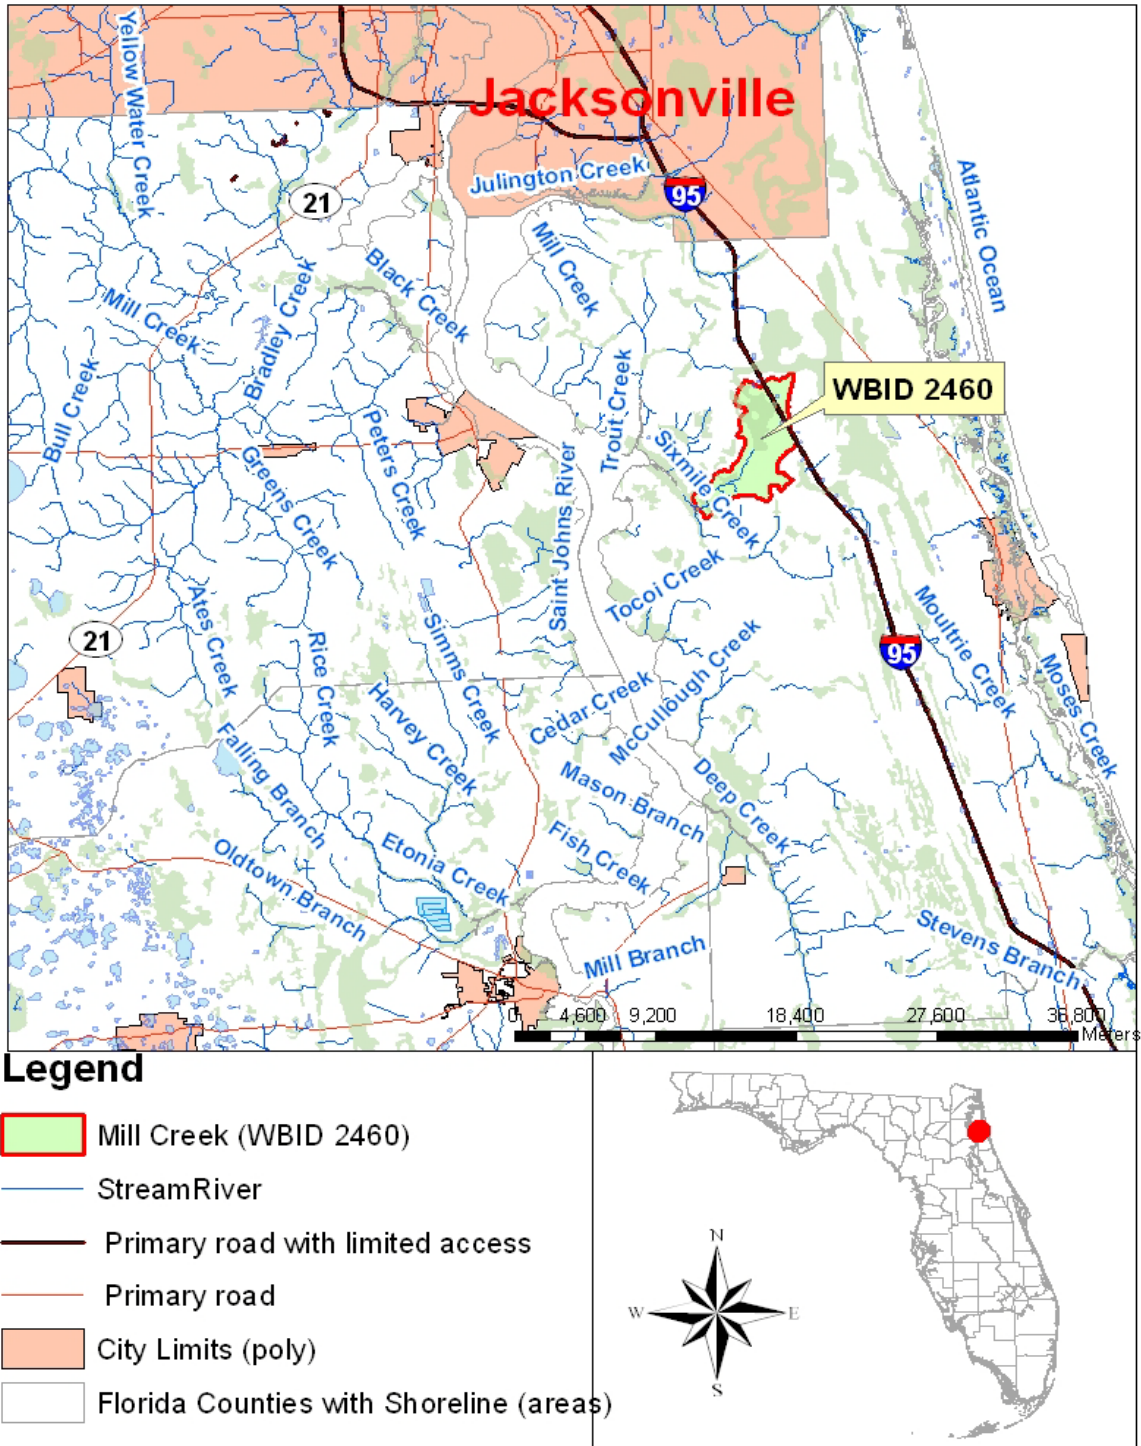 Yellow Water Creek
Jacksonville
Julington Creek
95
21
Atlantic Ocean
Mill Creek
Black Creek
Bradley Creek
Mill Creek
Bull Creek
WBID 2460
Trout Creek
Peters Creek
Sixmile Creek
Greens Creek
Saint Johns River
Tocoi Creek
Ates Creek
21
Rice Creek
Simms Creek
Moultrie Creek
95
Moses Creek
Harvey Creek
Cedar Creek
McCullough Creek
Falling Branch
Mason Branch
Deep Creek
Fish Creek
Etonia Creek
Oldtown Branch
Mill Branch
Stevens Branch
0 4,600 9,200 18,400 27,600 36,800
Meters
Legend
Mill Creek (WBID 2460)
StreamRiver
Primary road with limited access
Primary road
City Limits (poly)
Florida Counties with Shoreline (areas)
N
W E
S